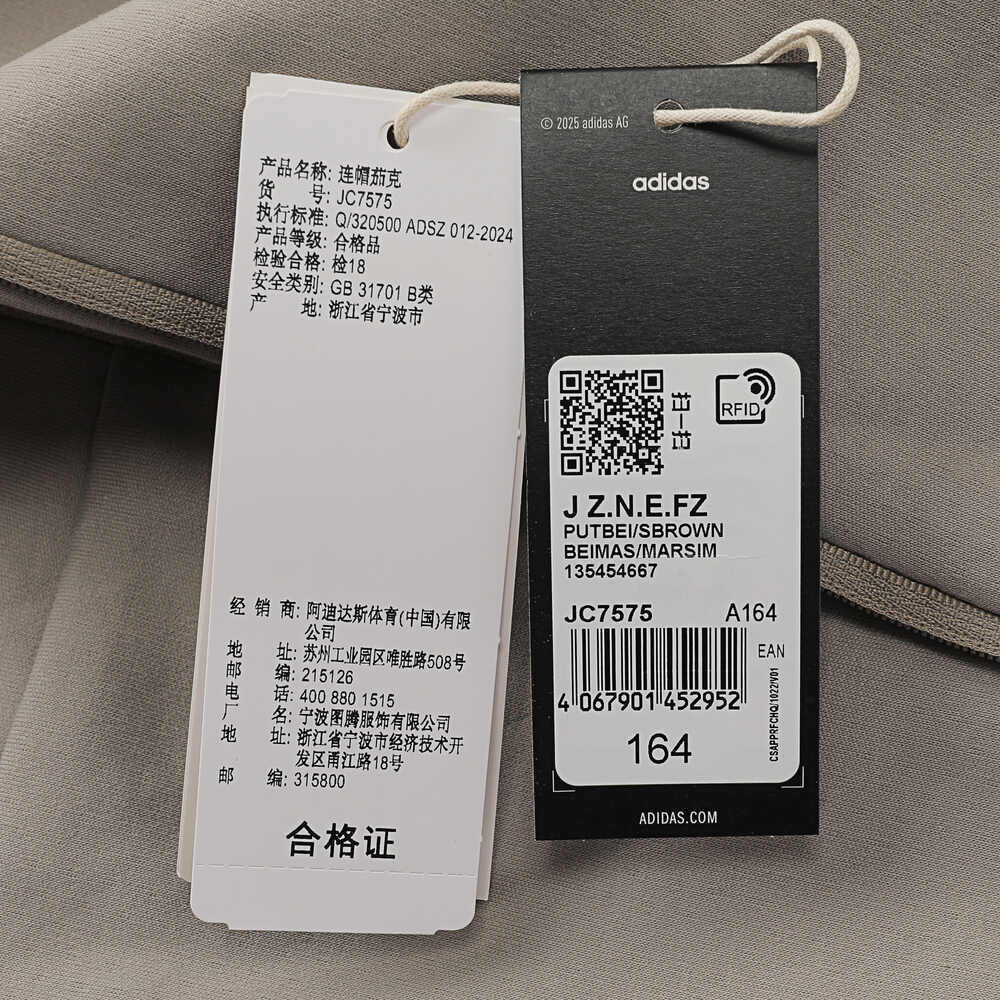 产品名称: 连帽茄克
货 号: JC7575
执行标准: Q/320500 ADSZ 012-2024
产品等级: 合格品
检验合格: 检18
安全类别: GB 31701 B类
产 地: 浙江省宁波市
经 销 商: 阿迪达斯体育(中国)有限
公司
地 址: 苏州工业园区唯胜路508号
邮 编: 215126
电 话: 400 880 1515
厂 名: 宁波图腾服饰有限公司
地 址: 浙江省宁波市经济技术开
发区甬江路18号
邮 编: 315800
合格证
© 2025 adidas AG
adidas
扫一扫
RFID
J Z.N.E.FZ
PUTBEI/SBROWN
BEIMAS/MARSIM
135454667
JC7575 A164
EAN
4 067901 452952
CSAPPRFCHQ/1022/V01
164
ADIDAS.COM